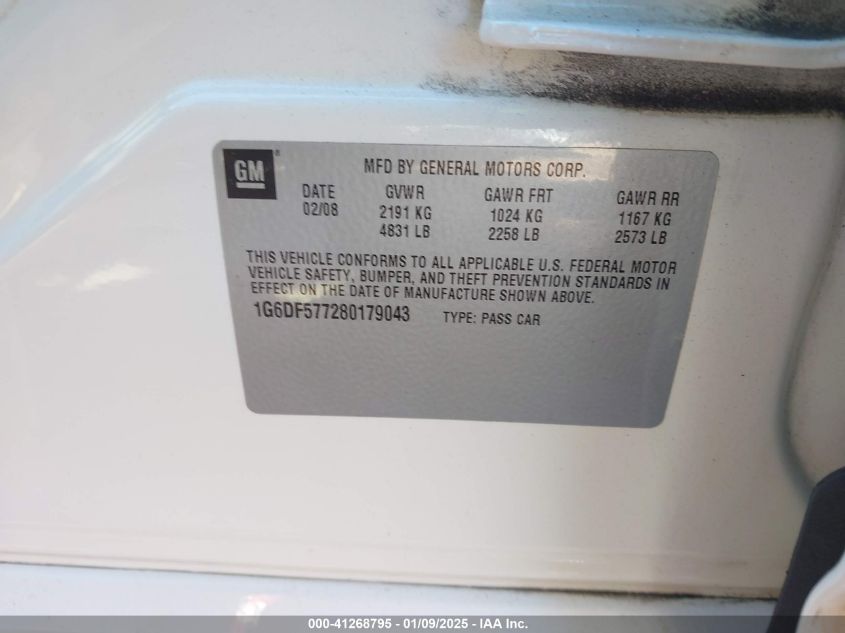 GM ®
MFD BY GENERAL MOTORS CORP.
DATE GVWR GAWR FRT GAWR RR
02/08 2191 KG 1024 KG 1167 KG
4831 LB 2258 LB 2573 LB
THIS VEHICLE CONFORMS TO ALL APPLICABLE U.S. FEDERAL MOTOR
VEHICLE SAFETY, BUMPER, AND THEFT PREVENTION STANDARDS IN
EFFECT ON THE DATE OF MANUFACTURE SHOWN ABOVE.
1G6DF577280179043 TYPE: PASS CAR
000-41268795 - 01/09/2025 - IAA Inc.